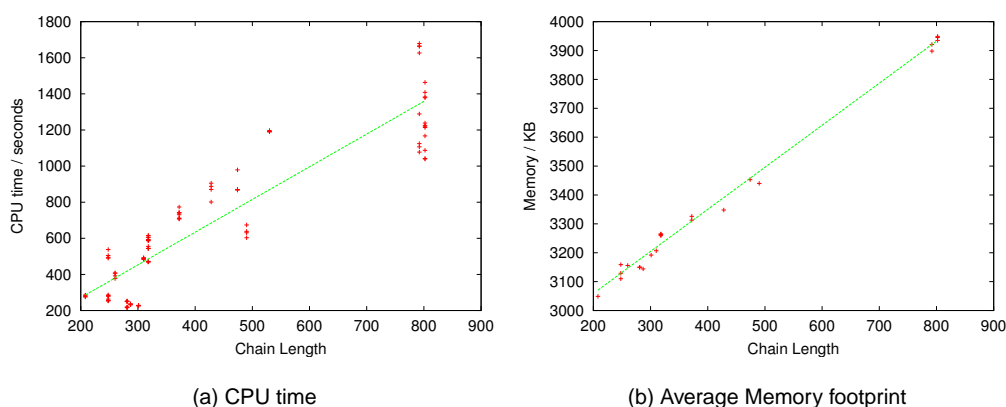 1800
1600
1400
1200
1000
800
600
400
200
CPU time / seconds
200 300 400 500 600 700 800 900
Chain Length
(a) CPU time
4000
3900
3800
3700
3600
3500
3400
3300
3200
3100
3000
Memory / KB
200 300 400 500 600 700 800 900
Chain Length
(b) Average Memory footprint